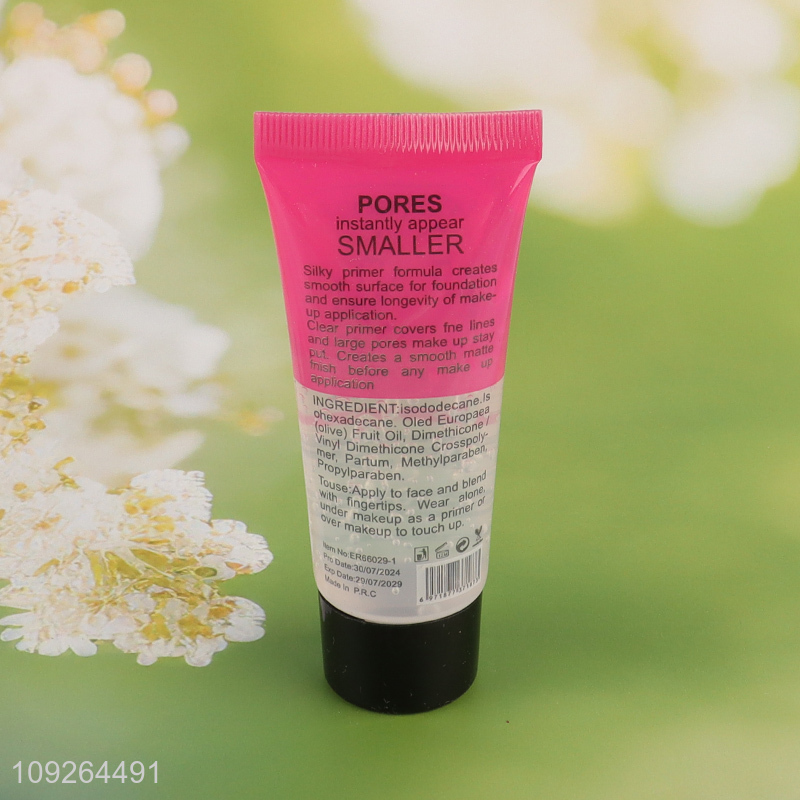 PORES
instantly appear
SMALLER
Silky primer formula creates
smooth surface for foundation
and ensure longevity of make-
up application.
Clear primer covers fne lines
and large pores make up stay
put. Creates a smooth matte
fnish before any make up
application
INGREDIENT:isododecane.Is
ohexadecane. Oled Europaea
(olive) Fruit Oil, Dimethicone /
Vinyl Dimethicone Crosspoly-
mer, Partum, Methylparaben,
Propylparaben.
Touse:Apply to face and blend
with fingertips. Wear alone,
under makeup as a primer or
over makeup to touch up.
Item No:ER66029-1
Pro Date:30/07/2024
Exp Date:29/07/2029
Made in P.R.C
109264491